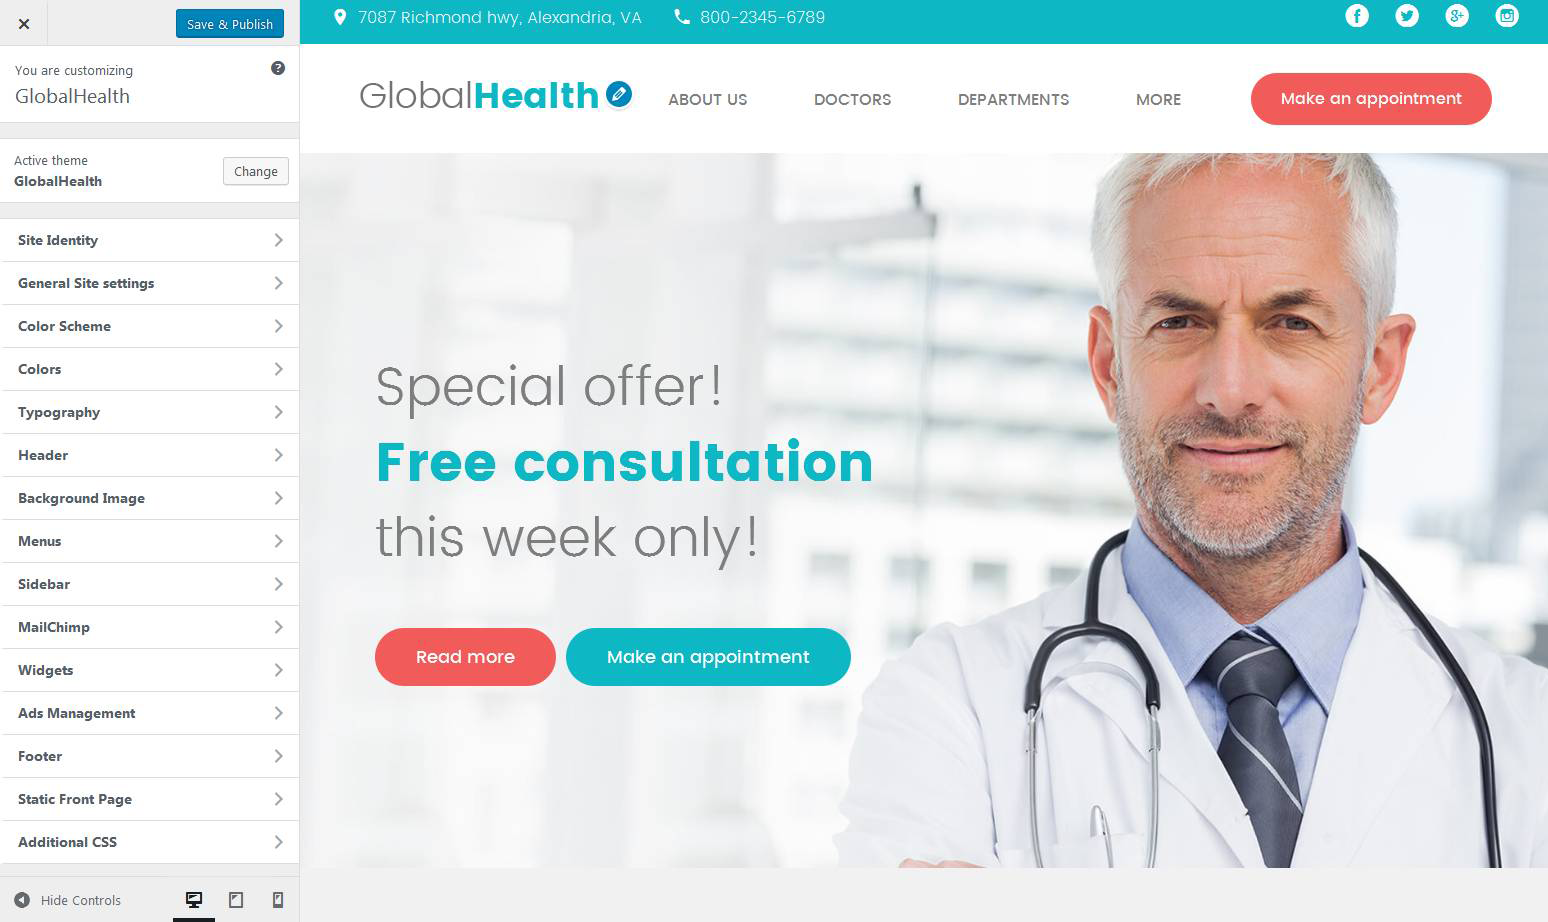 Save & Publish
You are customizing
GlobalHealth
Active theme
GlobalHealth
Change
Site Identity
General Site settings
Color Scheme
Colors
Typography
Header
Background Image
Menus
Sidebar
MailChimp
Widgets
Ads Management
Footer
Static Front Page
Additional CSS
Hide Controls
7087 Richmond hwy, Alexandria, VA 800-2345-6789
GlobalHealth ABOUT US DOCTORS DEPARTMENTS MORE Make an appointment
Special offer!
Free consultation
this week only!
Read more Make an appointment